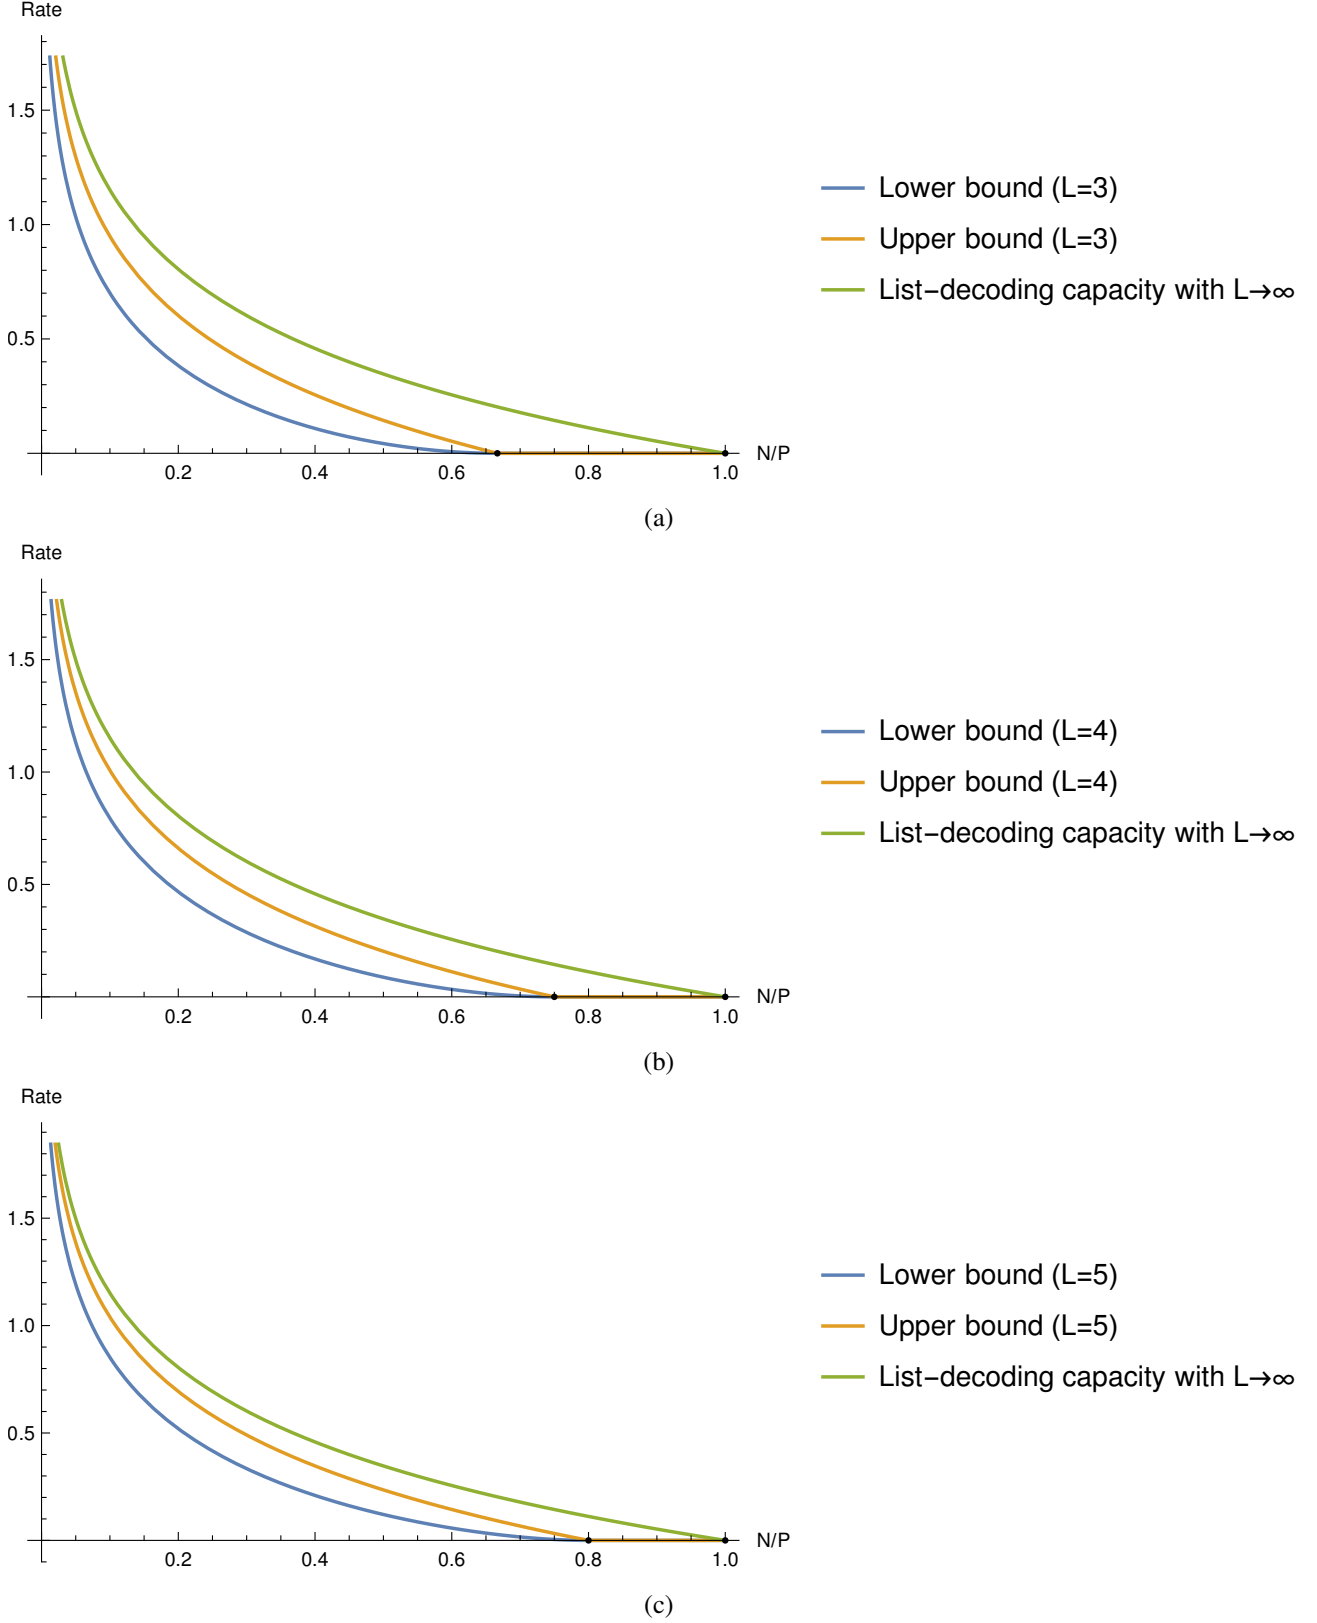 Rate
1.5
1.0
0.5
0.2 0.4 0.6 0.8 1.0
N/P
Lower bound (L=3)
Upper bound (L=3)
List−decoding capacity with L→∞
(a)
Rate
1.5
1.0
0.5
0.2 0.4 0.6 0.8 1.0
N/P
Lower bound (L=4)
Upper bound (L=4)
List−decoding capacity with L→∞
(b)
Rate
1.5
1.0
0.5
0.2 0.4 0.6 0.8 1.0
N/P
Lower bound (L=5)
Upper bound (L=5)
List−decoding capacity with L→∞
(c)